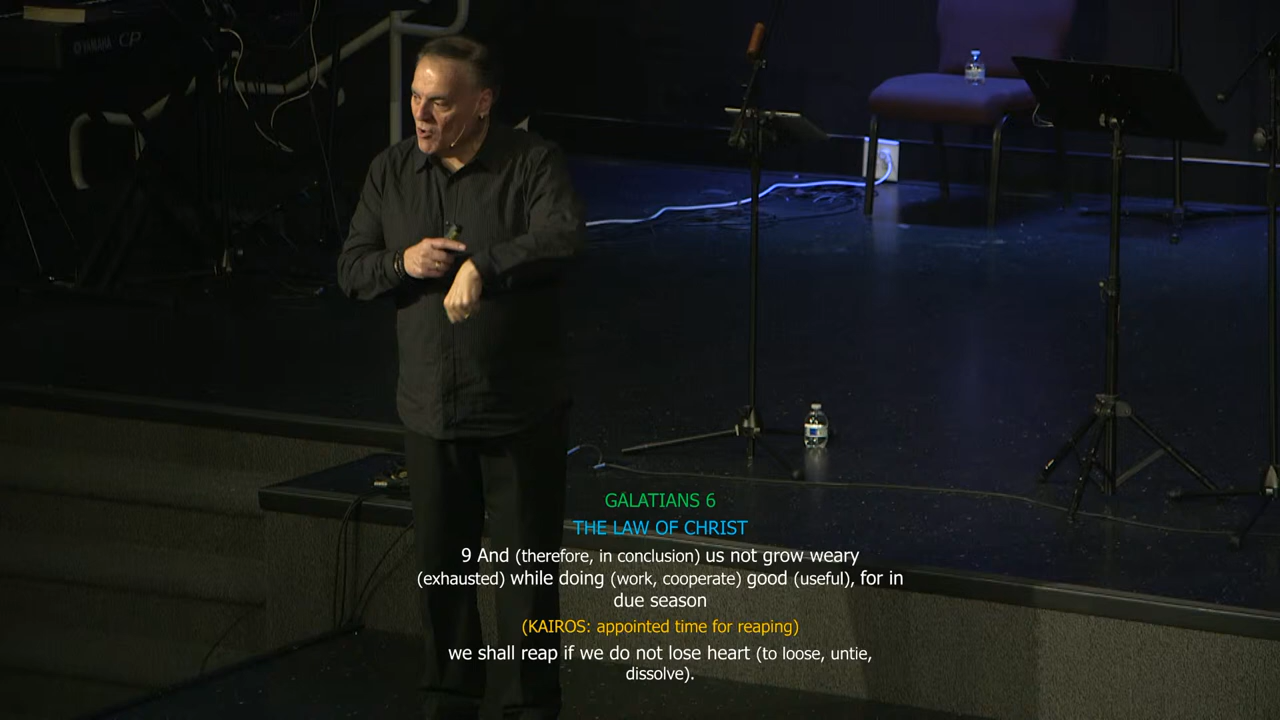 YAMAHA CP
GALATIANS 6
THE LAW OF CHRIST
9 And (therefore, in conclusion) us not grow weary
(exhausted) while doing (work, cooperate) good (useful), for in
due season
(KAIROS: appointed time for reaping)
we shall reap if we do not lose heart (to loose, untie,
dissolve).